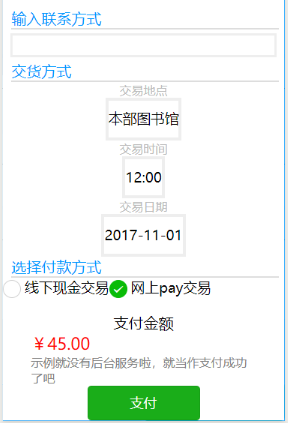 输入联系方式
交货方式
交易地点
本部图书馆
交易时间
12:00
交易日期
2017-11-01
选择付款方式
线下现金交易 网上pay交易
支付金额
￥45.00
示例就没有后台服务啦，就当作支付成功
了吧
支付